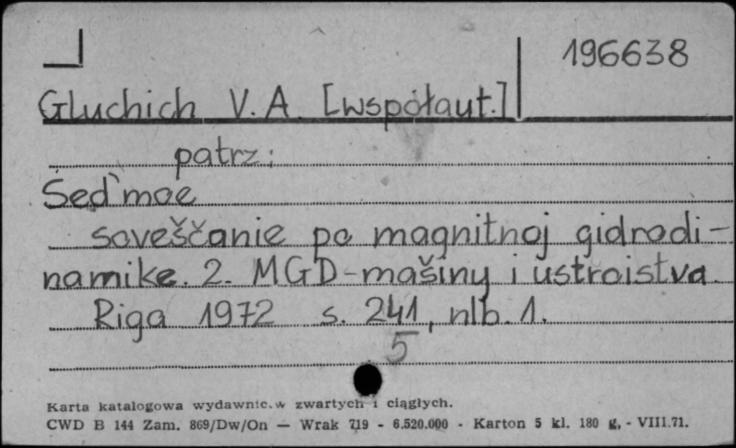 196638
Gluchich V. A. [współaut.]
patrz:
Sed'moe
soveščanie po magnitnoj gidrodi-
namike. 2. MGD-mašiny i ustroistva.
Riga 1972 s. 241, nlb. 1.
5
Karta katalogowa wydawnic. w zwartych i ciągłych.
CWD B 144 Zam. 869/Dw/On — Wrak 719 - 6.520.000 - Karton 5 kl. 180 g. - VIII.71.